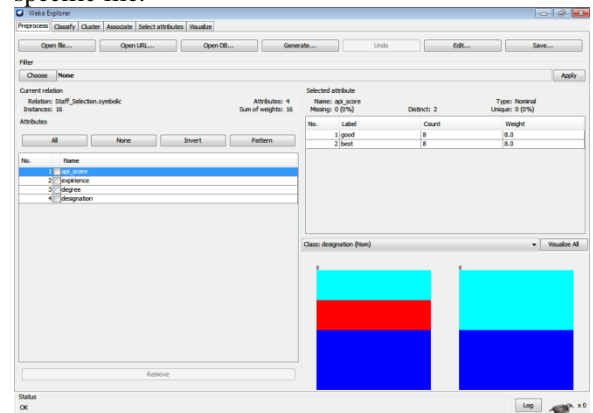 specific file.
Weka Explorer
Preprocess Classify Cluster Associate Select attributes Visualize
Open file... Open URL... Open DB... Generate... Undo Edit... Save...
Filter
Choose None Apply
Current relation
Relation: Staff_Selection.symbolic Attributes: 4
Instances: 16 Sum of weights: 16
Attributes
All None Invert Pattern
No. Name
1 api_score
2 expirience
3 degree
4 designation
Remove
Selected attribute
Name: api_score Type: Nominal
Missing: 0 (0%) Distinct: 2 Unique: 0 (0%)
No. Label Count Weight
1 good 8 8.0
2 best 8 8.0
Class: designation (Nom) Visualize All
8 8
Status
OK Log x 0